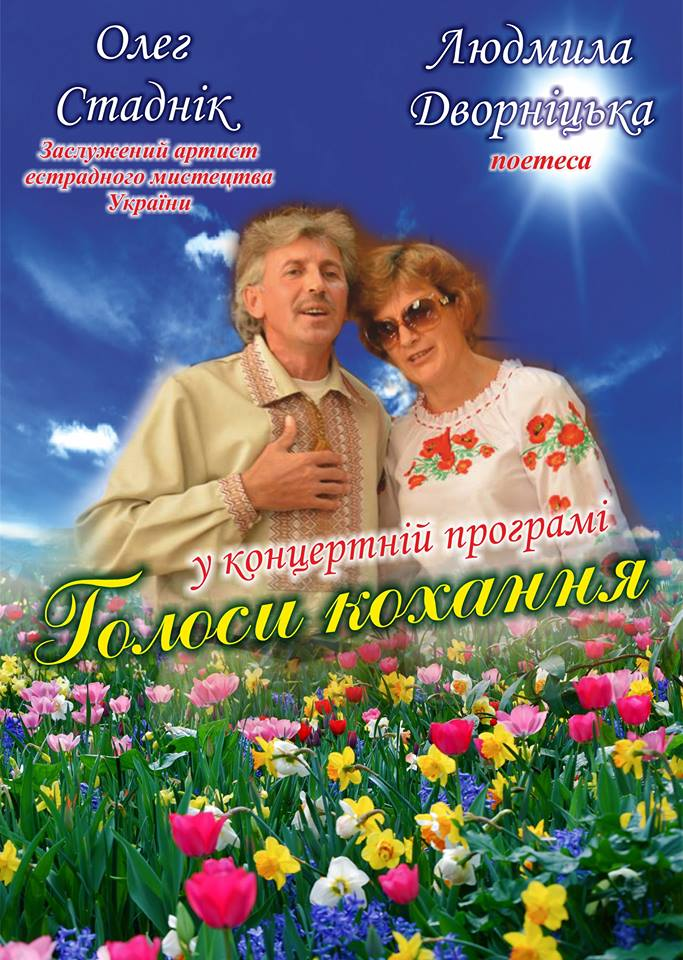 Олег
Стаднік
Заслужений артист
естрадного мистецтва
України
Людмила
Дворніцька
поетеса
у концертній програмі
Голоси кохання